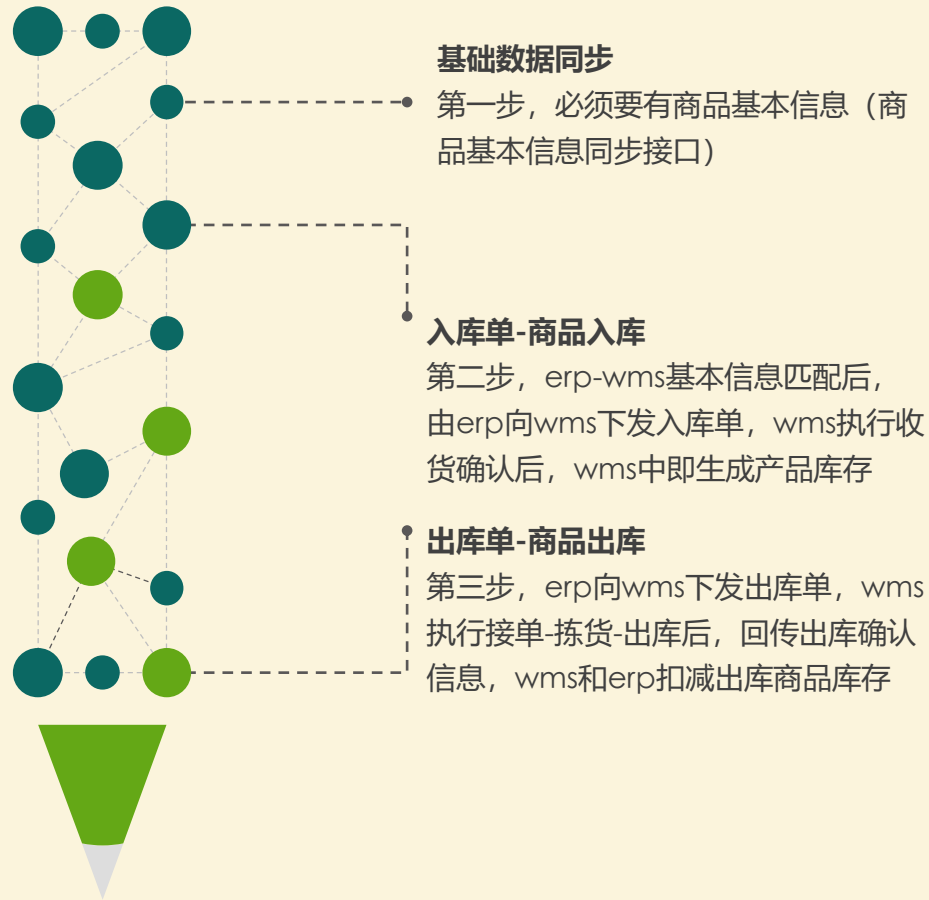 基础数据同步
第一步，必须要有商品基本信息（商
品基本信息同步接口）
入库单-商品入库
第二步，erp-wms基本信息匹配后，
由erp向wms下发入库单，wms执行收
货确认后，wms中即生成产品库存
出库单-商品出库
第三步，erp向wms下发出库单，wms
执行接单-拣货-出库后，回传出库确认
信息，wms和erp扣减出库商品库存